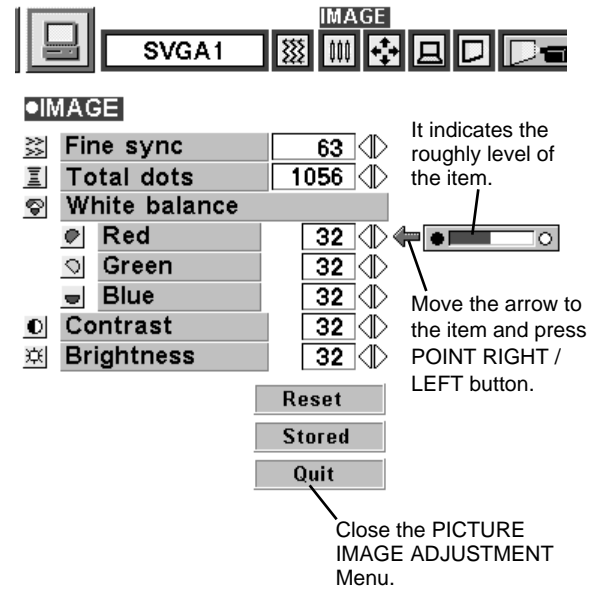 IMAGE
SVGA1
●IMAGE
Fine sync 63
Total dots 1056
White balance
Red 32
Green 32
Blue 32
Contrast 32
Brightness 32
It indicates the
roughly level of
the item.
Move the arrow to
the item and press
POINT RIGHT /
LEFT button.
Reset
Stored
Quit
Close the PICTURE
IMAGE ADJUSTMENT
Menu.